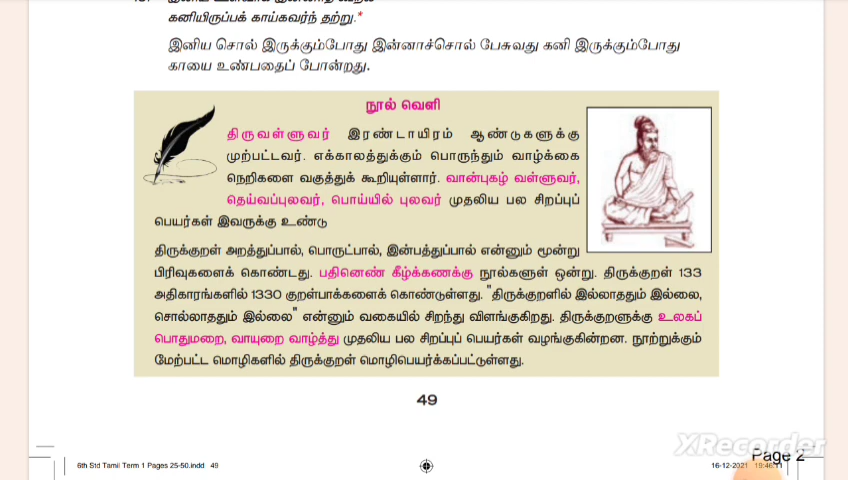 கனியிருப்பக் காய்கவர்ந் தற்று.*
இனிய சொல் இருக்கும்போது இன்னாச்சொல் பேசுவது கனி இருக்கும்போது
காயை உண்பதைப் போன்றது.
நூல் வெளி
திருவள்ளுவர் இரண்டாயிரம் ஆண்டுகளுக்கு
முற்பட்டவர். எக்காலத்துக்கும் பொருந்தும் வாழ்க்கை
நெறிகளை வகுத்துக் கூறியுள்ளார். வான்புகழ் வள்ளுவர்,
தெய்வப்புலவர், பொய்யில் புலவர் முதலிய பல சிறப்புப்
பெயர்கள் இவருக்கு உண்டு
திருக்குறள் அறத்துப்பால், பொருட்பால், இன்பத்துப்பால் என்னும் மூன்று
பிரிவுகளைக் கொண்டது. பதினெண் கீழ்க்கணக்கு நூல்களுள் ஒன்று. திருக்குறள் 133
அதிகாரங்களில் 1330 குறள்பாக்களைக் கொண்டுள்ளது. "திருக்குறளில் இல்லாததும் இல்லை,
சொல்லாததும் இல்லை" என்னும் வகையில் சிறந்து விளங்குகிறது. திருக்குறளுக்கு உலகப்
பொதுமறை, வாயுறை வாழ்த்து முதலிய பல சிறப்புப் பெயர்கள் வழங்குகின்றன. நூற்றுக்கும்
மேற்பட்ட மொழிகளில் திருக்குறள் மொழிபெயர்க்கப்பட்டுள்ளது.
49
XRecorder
Page 2
6th Std Tamil Term 1 Pages 25-50.indd 49
16-12-2021 19:46:11